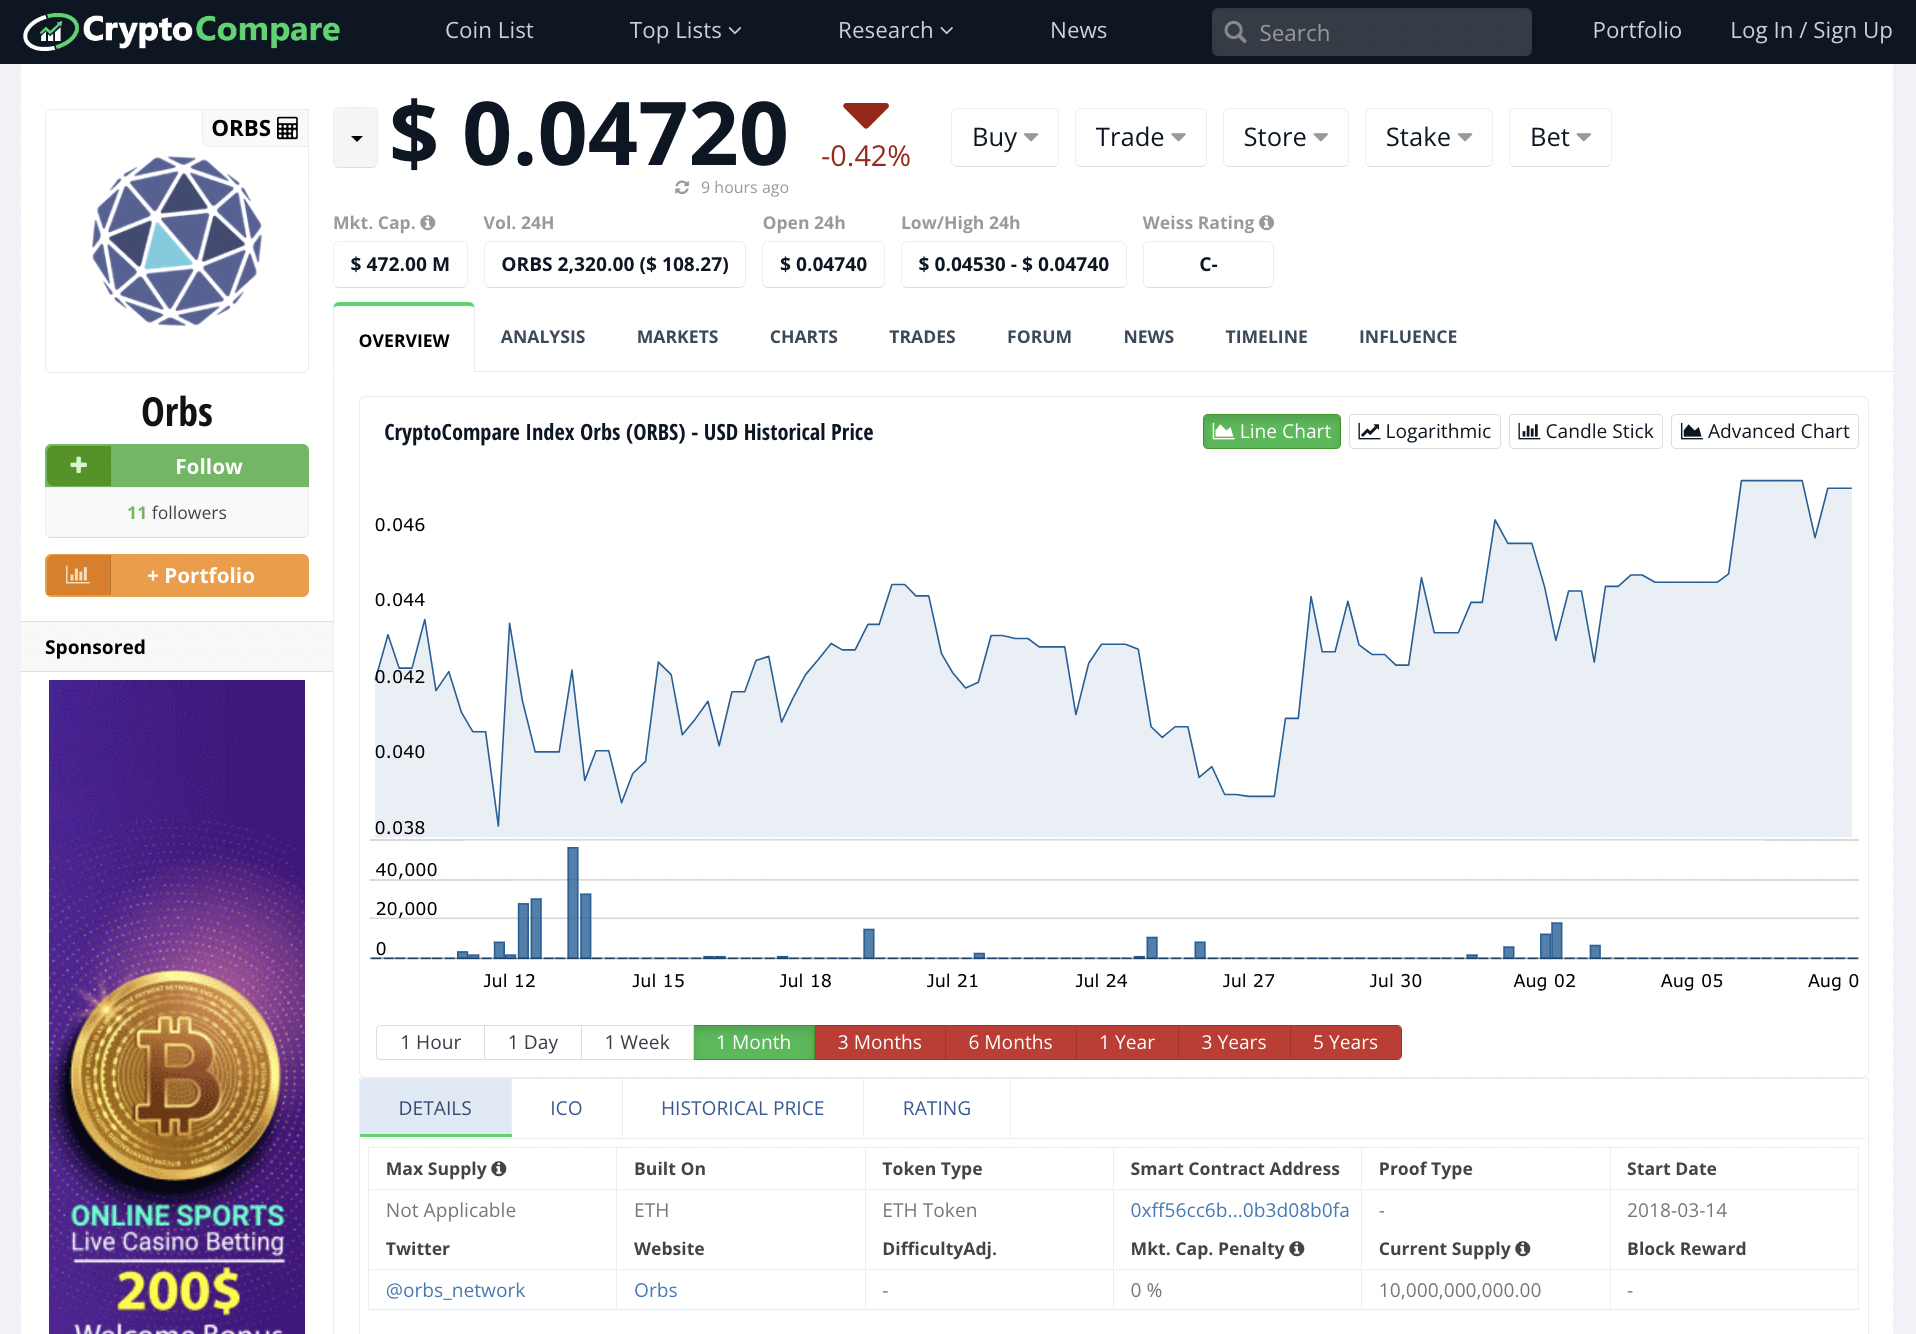 CryptoCompare
Coin List
Top Lists
Research
News
Search
Portfolio
Log In / Sign Up
ORBS
$ 0.04720
-0.42%
9 hours ago
Buy
Trade
Store
Stake
Bet
Mkt. Cap.
Vol. 24H
Open 24h
Low/High 24h
Weiss Rating
$ 472.00 M
ORBS 2,320.00 ($ 108.27)
$ 0.04740
$ 0.04530 - $ 0.04740
C-
OVERVIEW
ANALYSIS
MARKETS
CHARTS
TRADES
FORUM
NEWS
TIMELINE
INFLUENCE
Orbs
Follow
11 followers
+ Portfolio
Sponsored
ONLINE SPORTS
Live Casino Betting
200$
Welcome Bonus
CryptoCompare Index Orbs (ORBS) - USD Historical Price
Line Chart
Logarithmic
Candle Stick
Advanced Chart
0.046
0.044
0.042
0.040
0.038
40,000
20,000
0
Jul 12
Jul 15
Jul 18
Jul 21
Jul 24
Jul 27
Jul 30
Aug 02
Aug 05
Aug 0
1 Hour
1 Day
1 Week
1 Month
3 Months
6 Months
1 Year
3 Years
5 Years
DETAILS
ICO
HISTORICAL PRICE
RATING
Max Supply
Built On
Token Type
Smart Contract Address
Proof Type
Start Date
Not Applicable
ETH
ETH Token
0xff56cc6b...0b3d08b0fa
-
2018-03-14
Twitter
Website
DifficultyAdj.
Mkt. Cap. Penalty
Current Supply
Block Reward
@orbs_network
Orbs
-
0 %
10,000,000,000.00
-